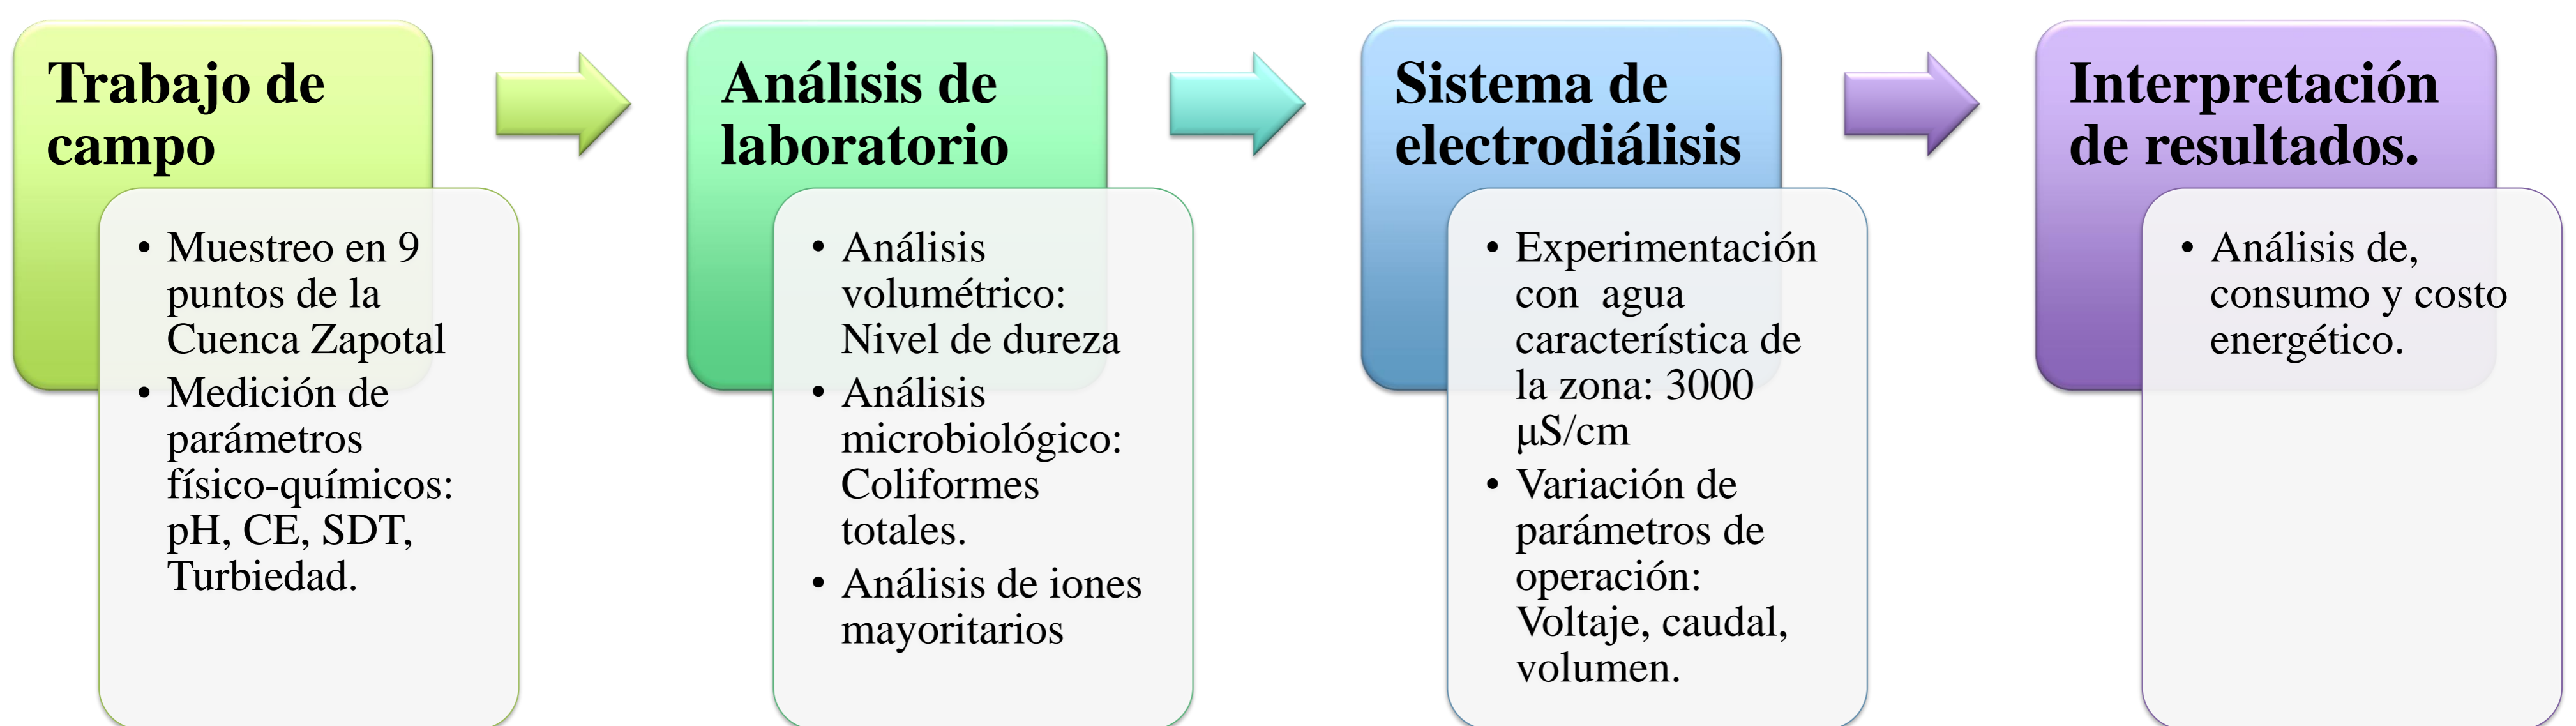 Trabajo de
campo
• Muestreo en 9
puntos de la
Cuenca Zapotal
• Medición de
parámetros
físico-químicos:
pH, CE, SDT,
Turbiedad.
Análisis de
laboratorio
• Análisis
volumétrico:
Nivel de dureza
• Análisis
microbiológico:
Coliformes
totales.
• Análisis de iones
mayoritarios
Sistema de
electrodiálisis
• Experimentación
con  agua
característica de
la zona: 3000
µS/cm
• Variación de
parámetros de
operación:
Voltaje, caudal,
volumen.
Interpretación
de resultados.
• Análisis de,
consumo y costo
energético.